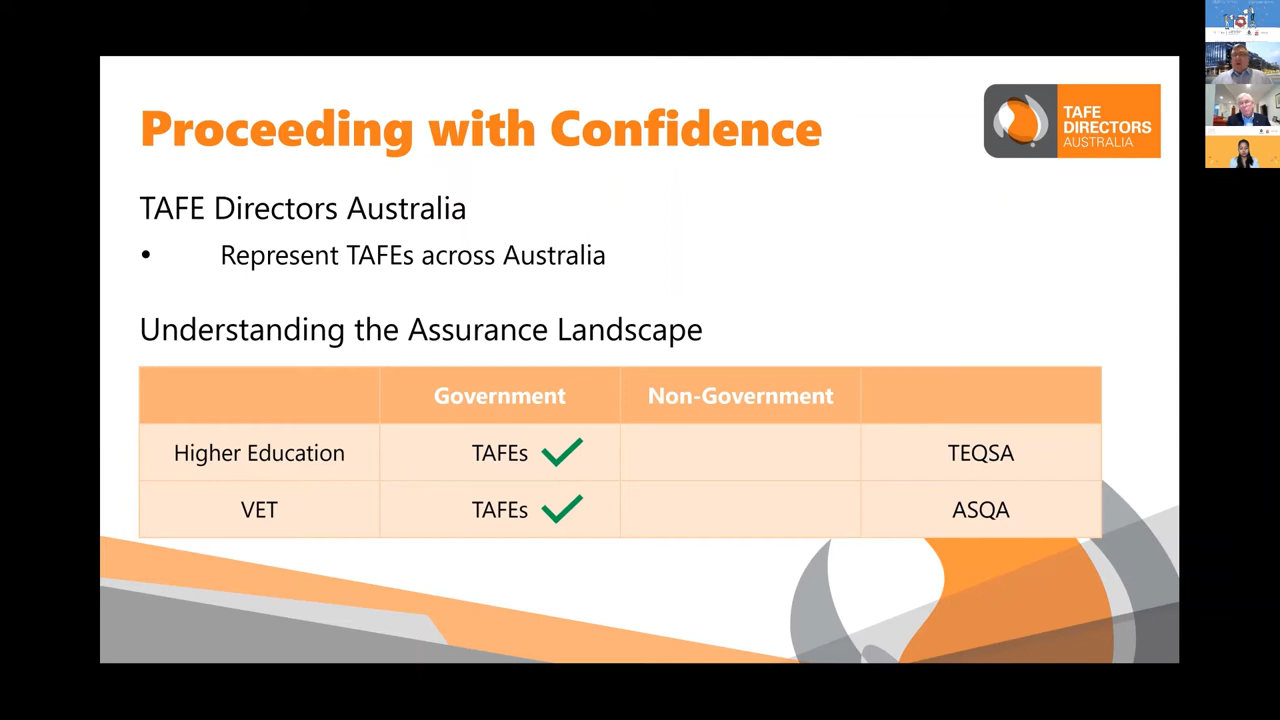 Proceeding with Confidence
TAFE
DIRECTORS
AUSTRALIA
TAFE Directors Australia
• Represent TAFEs across Australia
Understanding the Assurance Landscape
Government Non-Government
Higher Education TAFEs TEQSA
VET TAFEs ASQA